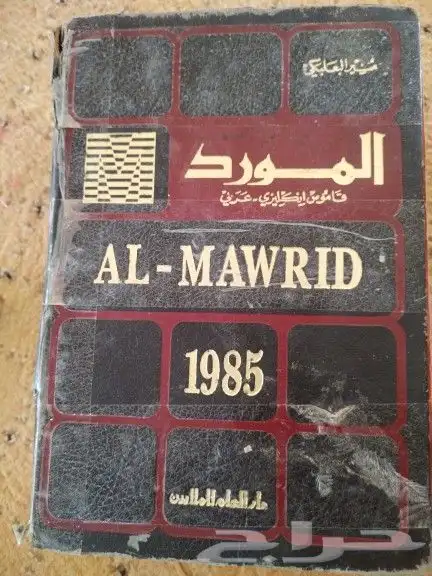 منير البعلبكي
المورد
قاموس إنكليزي - عربي
AL-MAWRID
1985
دار العلم للملايين
حراج